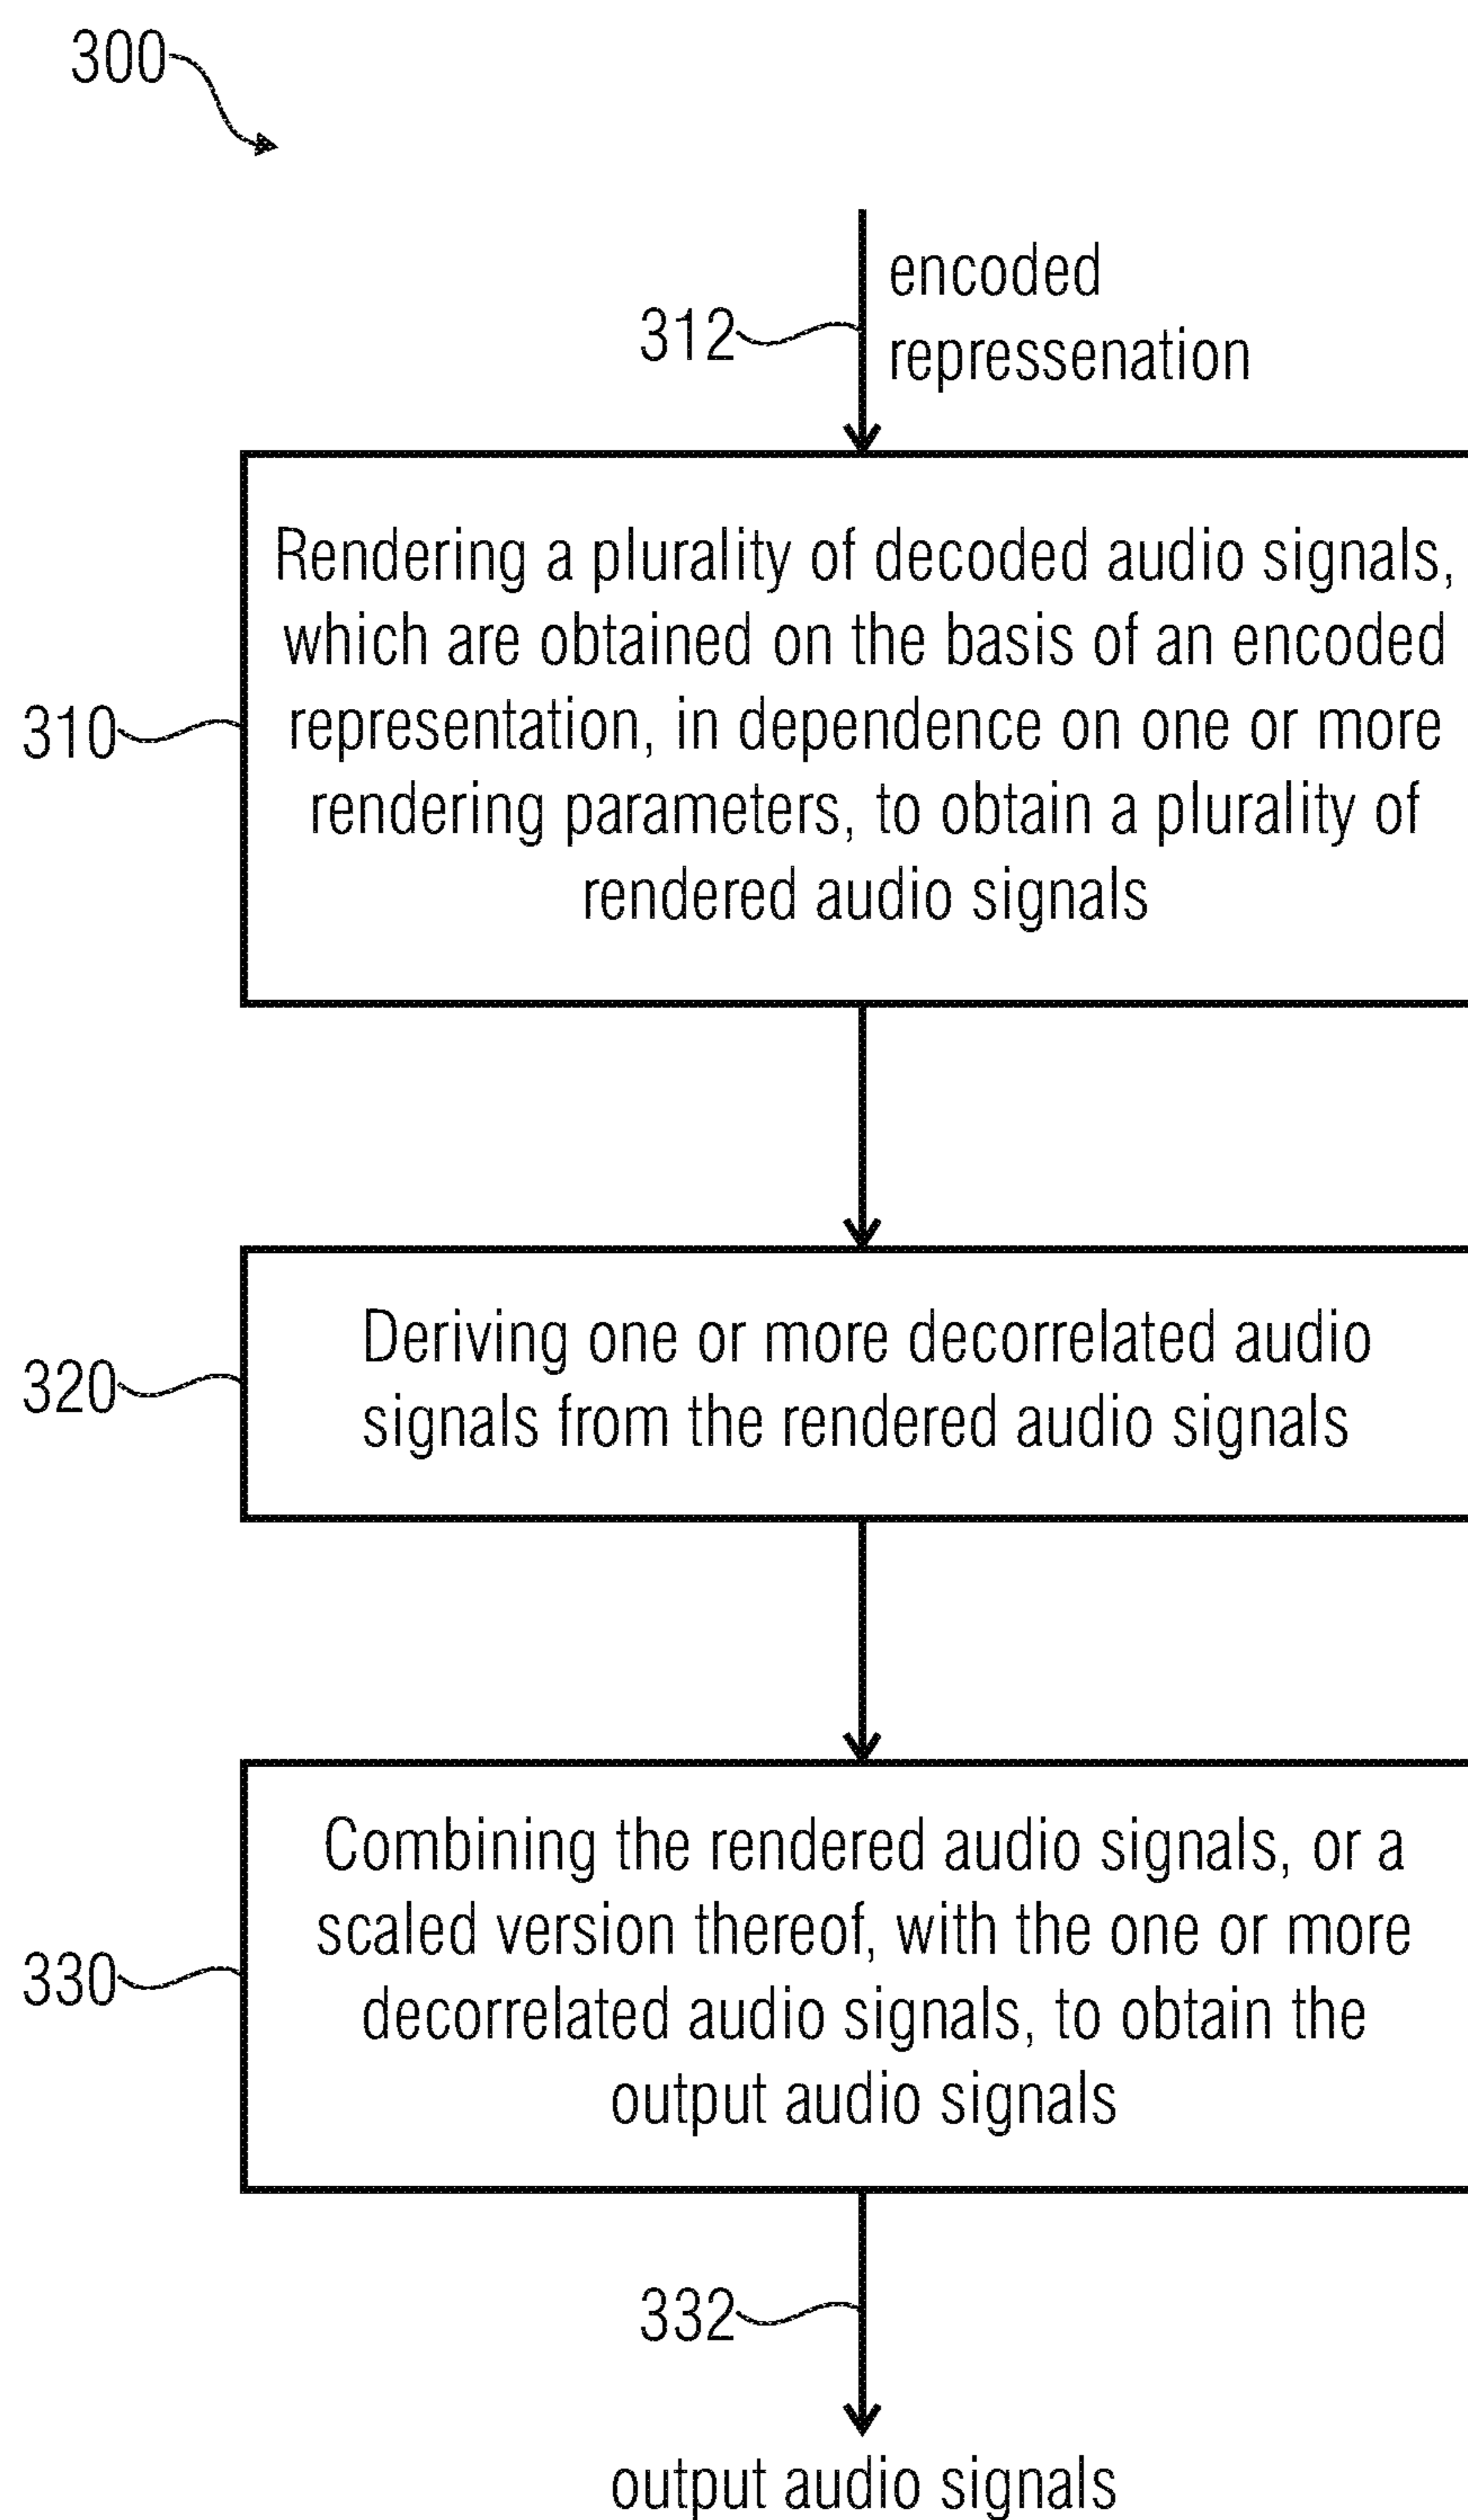 300
encoded
312
repressenation
Rendering a plurality of decoded audio signals,
which are obtained on the basis of an encoded
representation, in dependence on one or more
310
rendering parameters, to obtain a plurality of
rendered audio signals
Deriving one or more decorrelated audio
320
signals from the rendered audio signals
Combining the rendered audio signals, or a
scaled version thereof, with the one or more
330
decorrelated audio signals, to obtain the
output audio signals
332
output audio signals